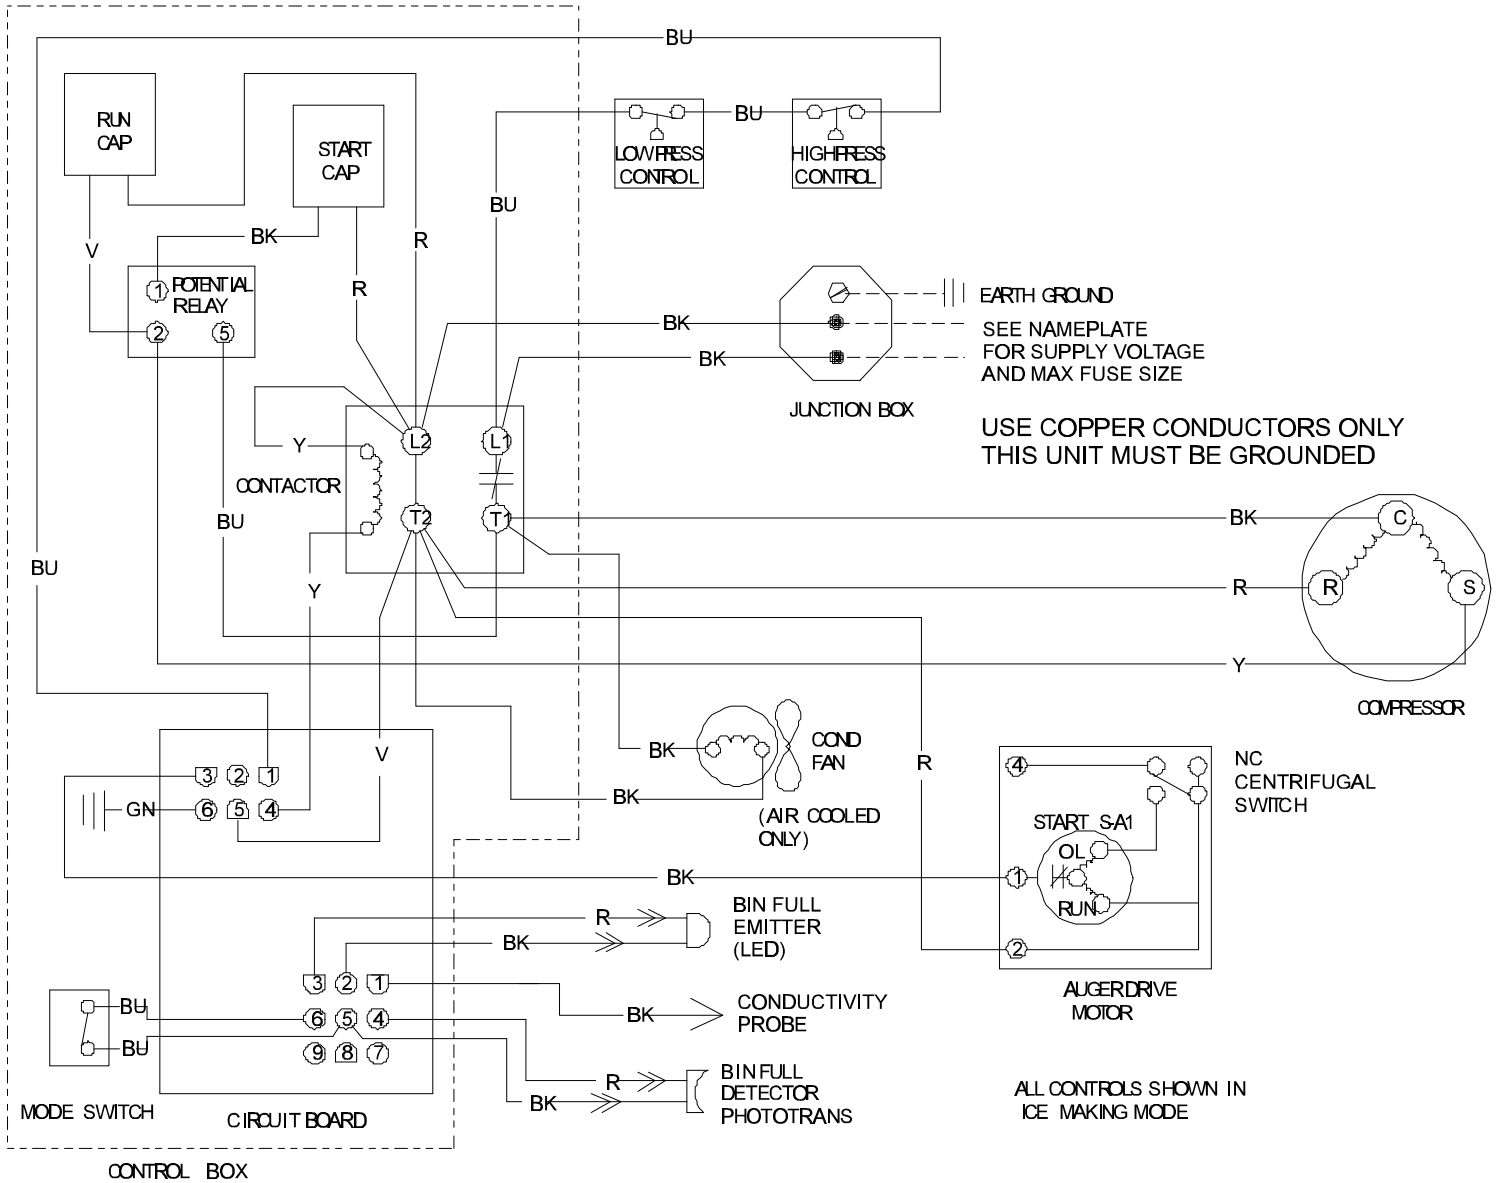 BU
RUN
CAP
START
CAP
LOW PRESS
CONTROL
BU
HIGH PRESS
CONTROL
BU
V
BK
R
R
1
POTENTIAL
RELAY
2
5
EARTH GROUND
BK
SEE NAMEPLATE
FOR SUPPLY VOLTAGE
AND MAX FUSE SIZE
BK
JUNCTION BOX
USE COPPER CONDUCTORS ONLY
THIS UNIT MUST BE GROUNDED
Y
L2
L1
CONTACTOR
T2
T1
BK
C
BU
BU
Y
R
R
S
Y
COMPRESSOR
V
BK
COND
FAN
BK
(AIR COOLED
ONLY)
R
4
NC
CENTRIFUGAL
SWITCH
START S-A1
OL
1
RUN
2
AUGER DRIVE
MOTOR
3 2 1
GN
6 5 4
BK
R
BK
BIN FULL
EMITTER
(LED)
3 2 1
6 5 4
9 8 7
BK
CONDUCTIVITY
PROBE
BU
BU
MODE SWITCH
CIRCUIT BOARD
R
BK
BIN FULL
DETECTOR
PHOTOTRANS
ALL CONTROLS SHOWN IN
ICE MAKING MODE
CONTROL BOX